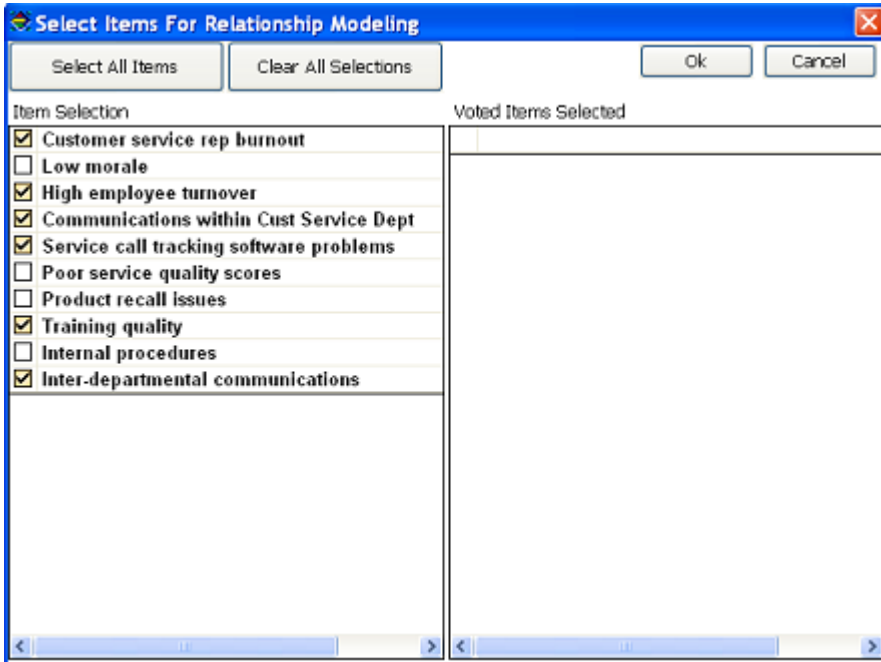 Select Items For Relationship Modeling
Select All Items
Clear All Selections
Ok
Cancel
Item Selection
Voted Items Selected
Customer service rep burnout
Low morale
High employee turnover
Communications within Cust Service Dept
Service call tracking software problems
Poor service quality scores
Product recall issues
Training quality
Internal procedures
Inter-departmental communications